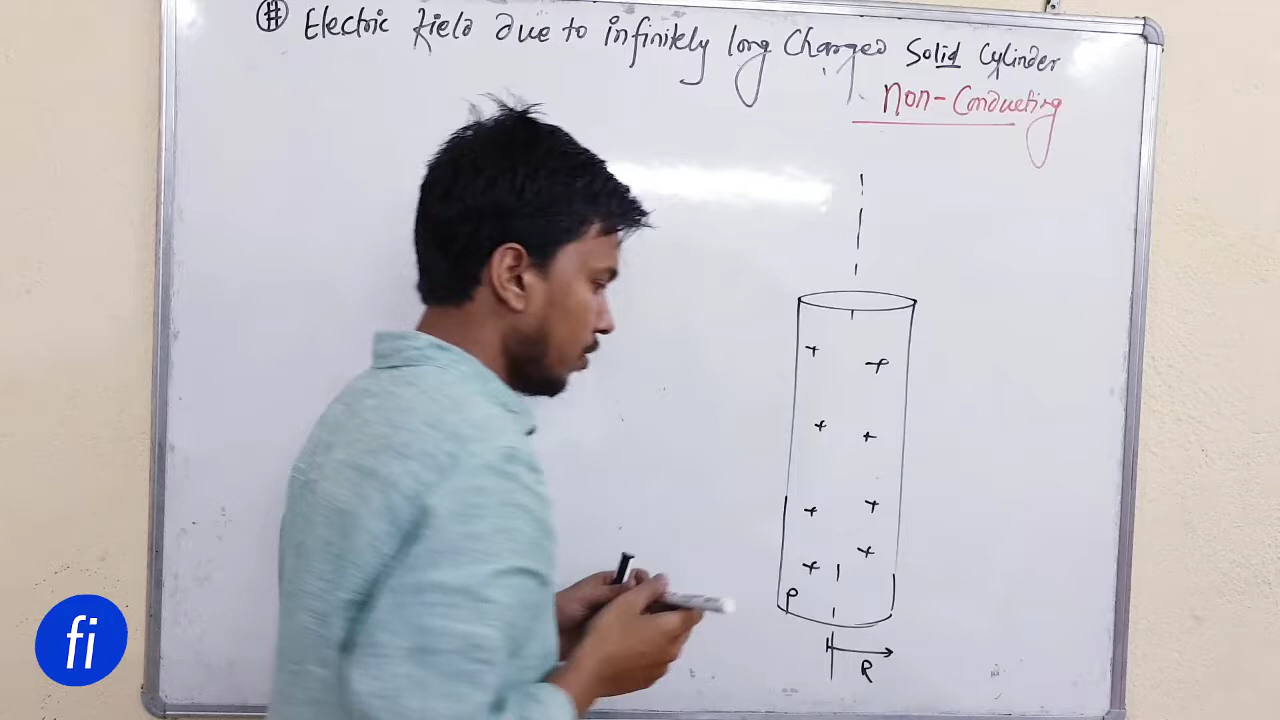 # Electric field due to infinitely long Charged Solid Cylinder
Non-Conducting
+ +
+ +
+ +
+ +
ρ
R
fi